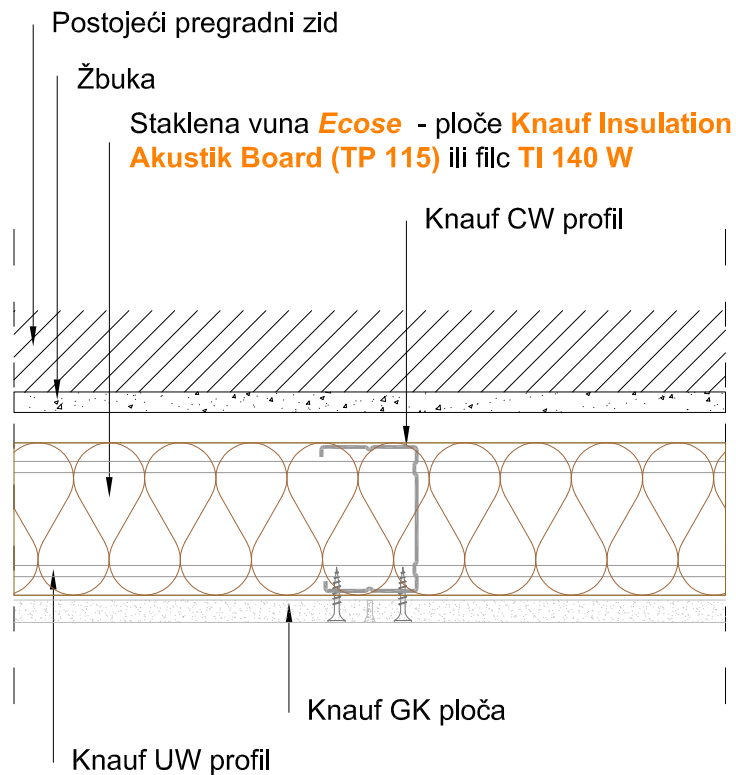 Postojeći pregradni zid
Žbuka
Staklena vuna Ecose - ploče Knauf Insulation
Akustik Board (TP 115) ili filc TI 140 W
Knauf CW profil
Knauf GK ploča
Knauf UW profil